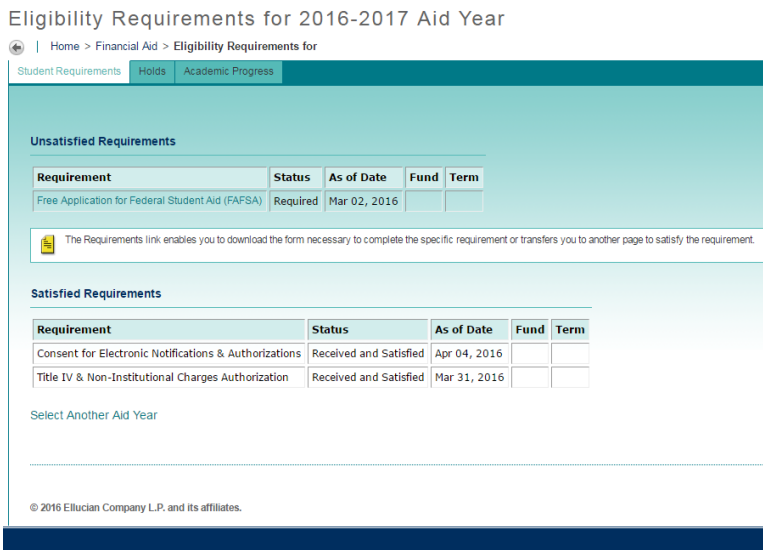 Eligibility Requirements for 2016-2017 Aid Year
| Home > Financial Aid > Eligibility Requirements for
Student Requirements Holds Academic Progress
Unsatisfied Requirements
Requirement Status As of Date Fund Term
Free Application for Federal Student Aid (FAFSA) Required Mar 02, 2016
The Requirements link enables you to download the form necessary to complete the specific requirement or transfers you to another page to satisfy the requirement.
Satisfied Requirements
Requirement Status As of Date Fund Term
Consent for Electronic Notifications & Authorizations Received and Satisfied Apr 04, 2016
Title IV & Non-Institutional Charges Authorization Received and Satisfied Mar 31, 2016
Select Another Aid Year
© 2016 Ellucian Company L.P. and its affiliates.